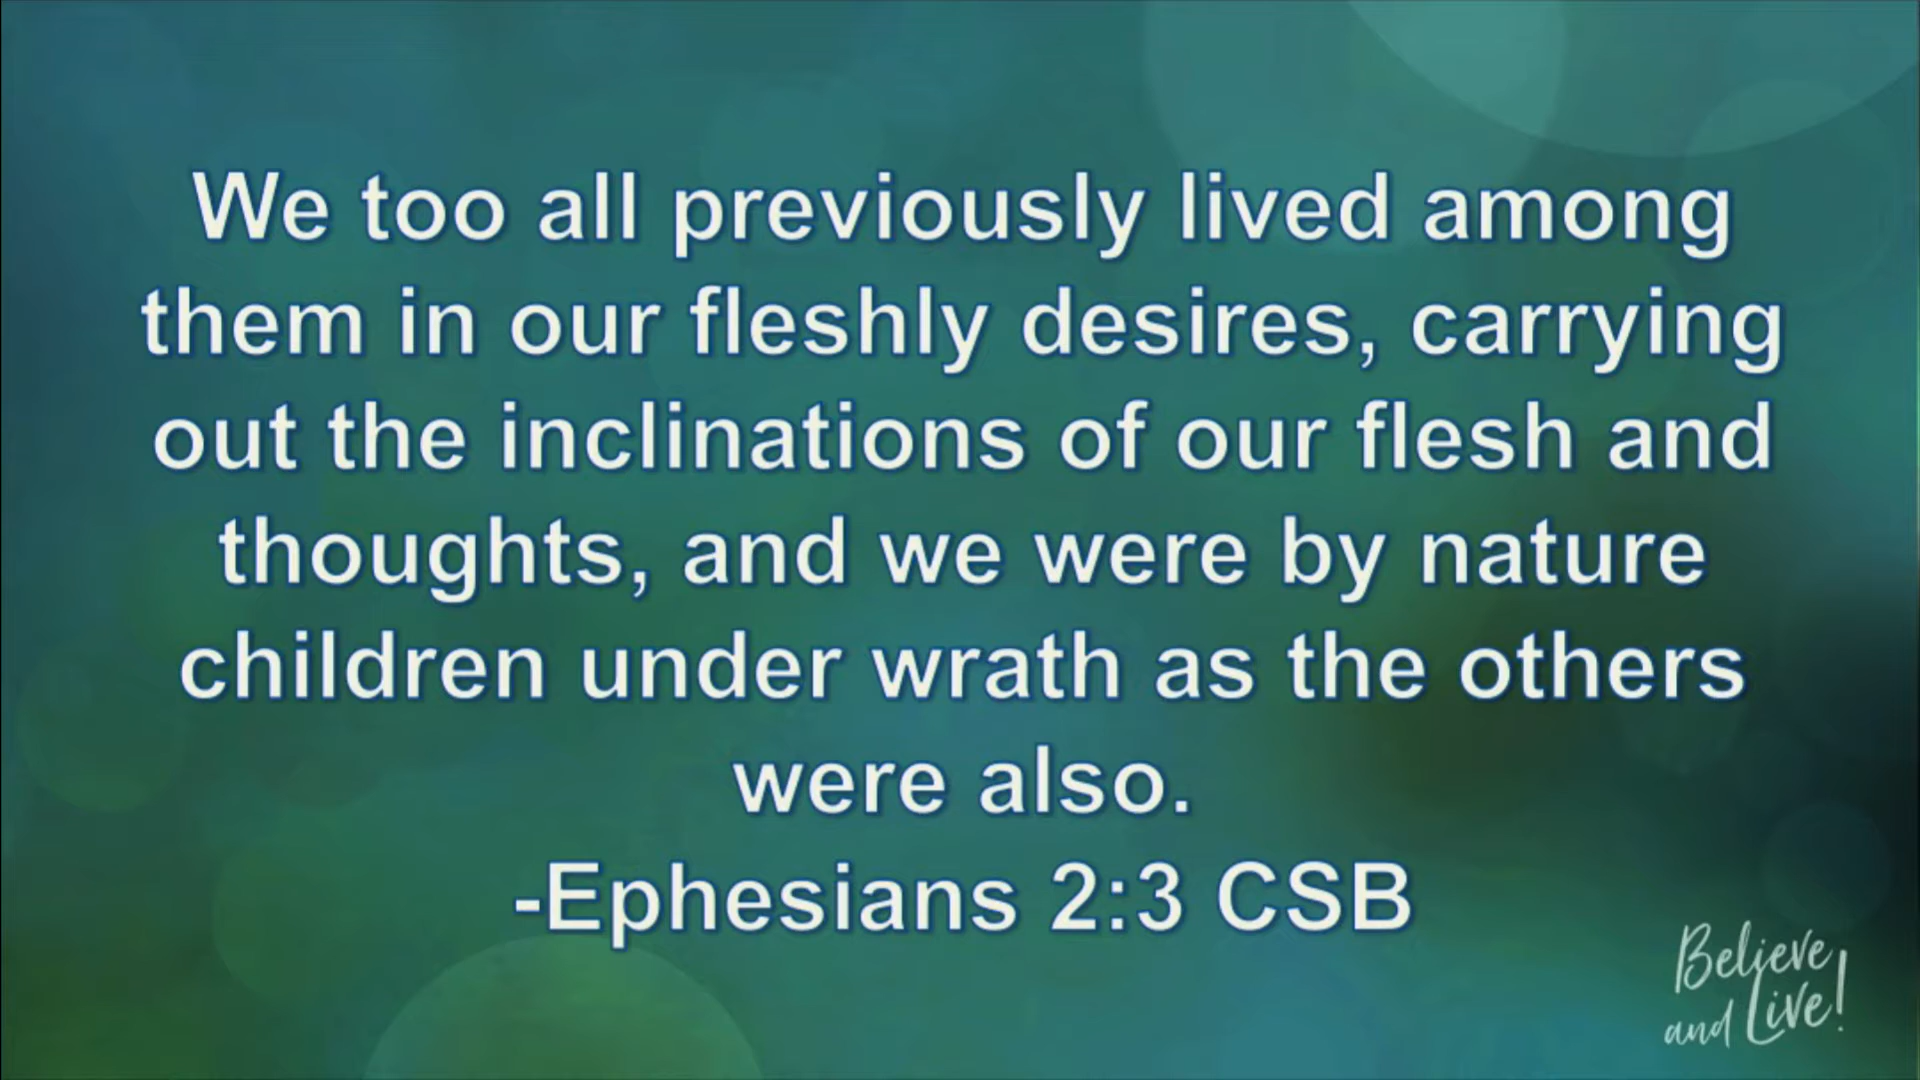 We too all previously lived among
them in our fleshly desires, carrying
out the inclinations of our flesh and
thoughts, and we were by nature
children under wrath as the others
were also.
-Ephesians 2:3 CSB
Believe
and Live!